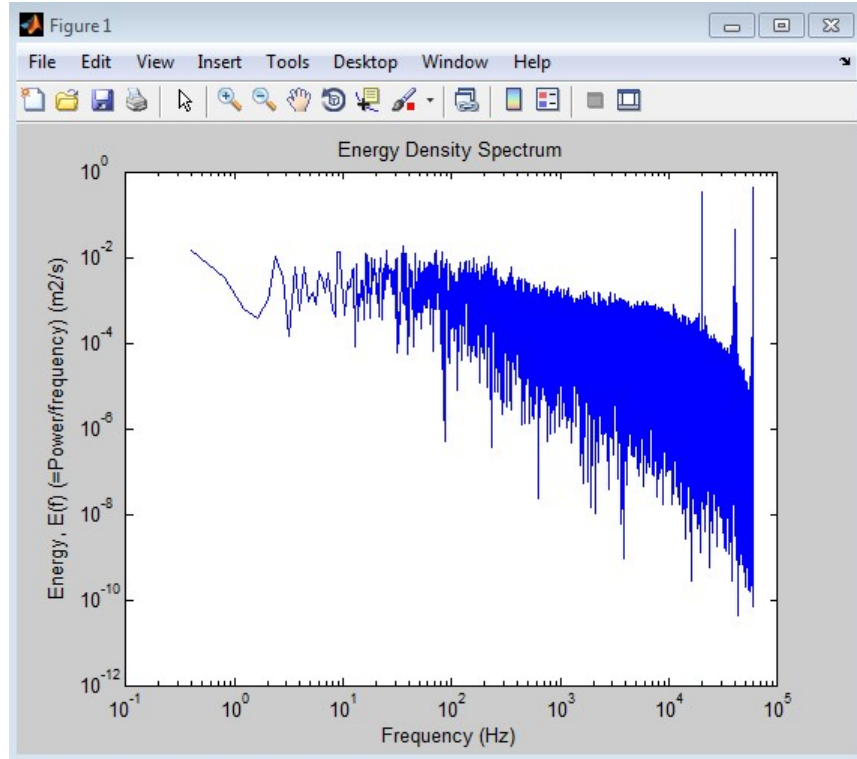 Figure 1
File Edit View Insert Tools Desktop Window Help
Energy Density Spectrum
10^0
10^-2
10^-4
10^-6
10^-8
10^-10
10^-12
Energy, E(f) (=Power/frequency) (m2/s)
10^-1 10^0 10^1 10^2 10^3 10^4 10^5
Frequency (Hz)